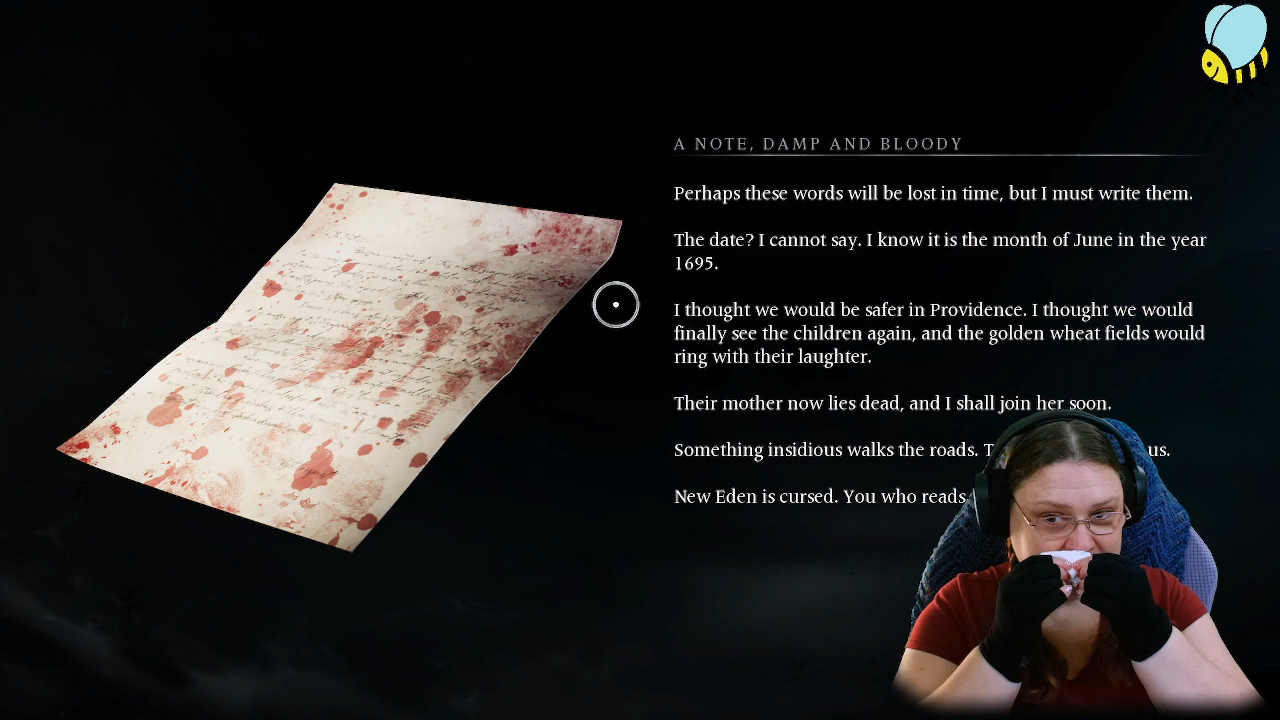 A NOTE, DAMP AND BLOODY
Perhaps these words will be lost in time, but I must write them.
The date? I cannot say. I know it is the month of June in the year
1695.
I thought we would be safer in Providence. I thought we would
finally see the children again, and the golden wheat fields would
ring with their laughter.
Their mother now lies dead, and I shall join her soon.
Something insidious walks the roads. us.
New Eden is cursed. You who reads